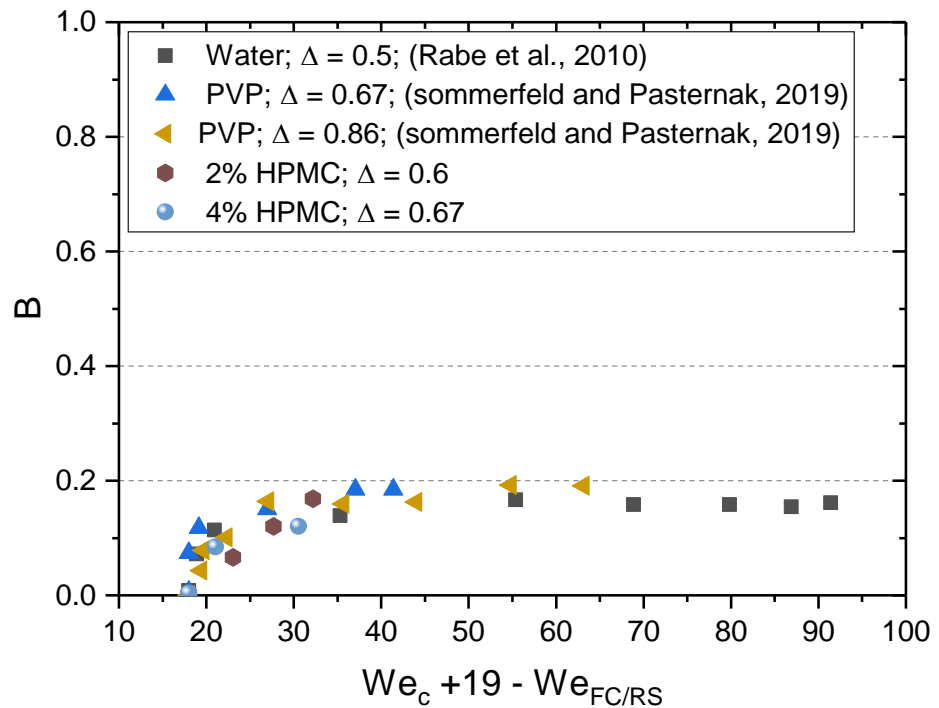 1.0
Water; Δ = 0.5; (Rabe et al., 2010)
PVP; Δ = 0.67; (sommerfeld and Pasternak, 2019)
PVP; Δ = 0.86; (sommerfeld and Pasternak, 2019)
2% HPMC; Δ = 0.6
4% HPMC; Δ = 0.67
0.8
0.6
B
0.4
0.2
0.0
10 20 30 40 50 60 70 80 90 100
We_c +19 - We_FC/RS